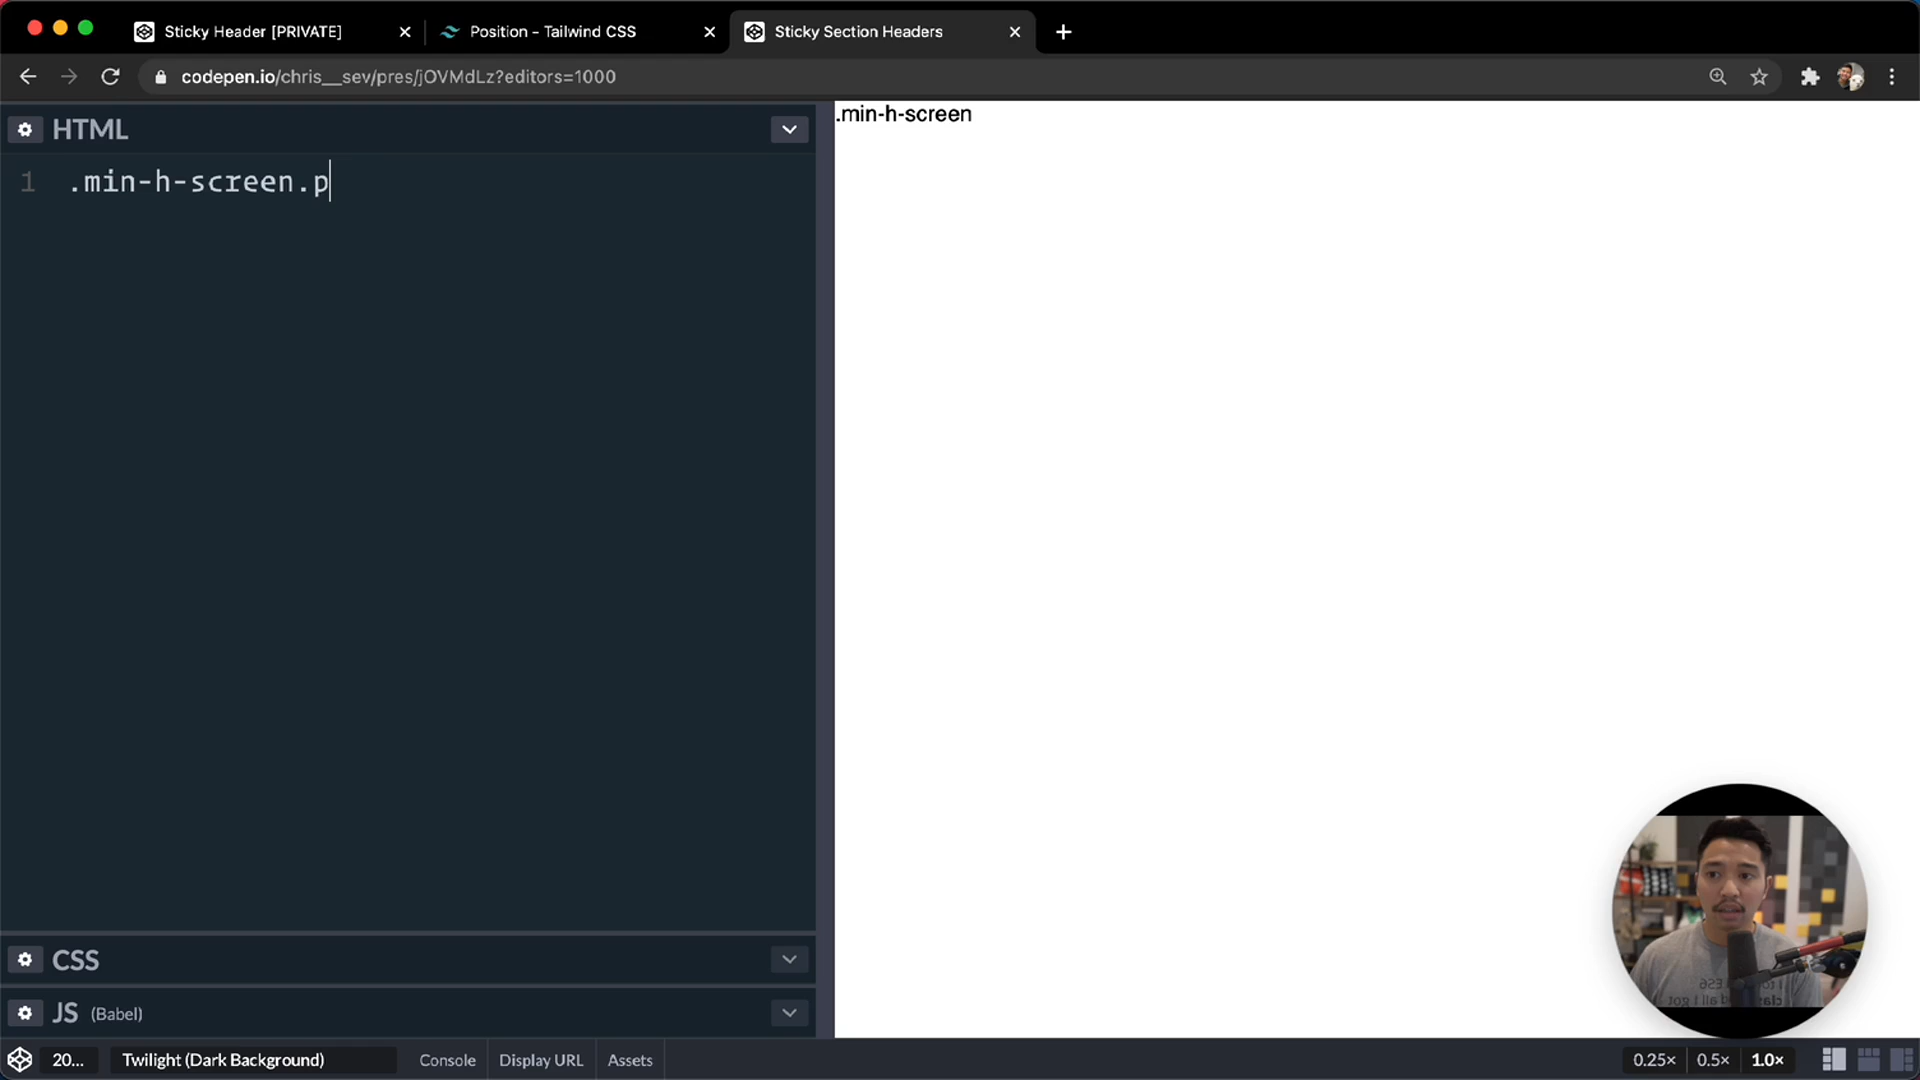 Sticky Header [PRIVATE]
Position - Tailwind CSS
Sticky Section Headers
codepen.io/chris__sev/pres/jOVMdLz?editors=1000
HTML
.min-h-screen
1 .min-h-screen.p
CSS
JS (Babel)
20...
Twilight (Dark Background)
Console
Display URL
Assets
0.25×
0.5×
1.0×